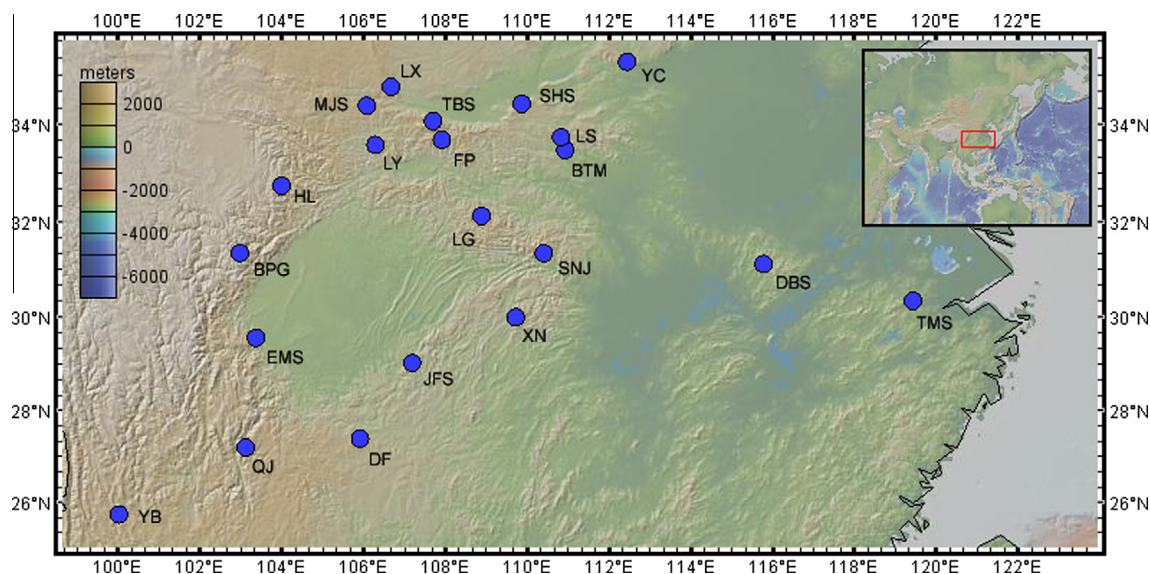 100°E 102°E 104°E 106°E 108°E 110°E 112°E 114°E 116°E 118°E 120°E 122°E
meters
2000
0
-2000
-4000
-6000
LX
YC
MJS
TBS
SHS
34°N
34°N
LS
LY
FP
BTM
HL
32°N
32°N
LG
BPG
SNJ
DBS
30°N
30°N
TMS
XN
EMS
JFS
28°N
28°N
DF
QJ
26°N
26°N
YB
100°E 102°E 104°E 106°E 108°E 110°E 112°E 114°E 116°E 118°E 120°E 122°E